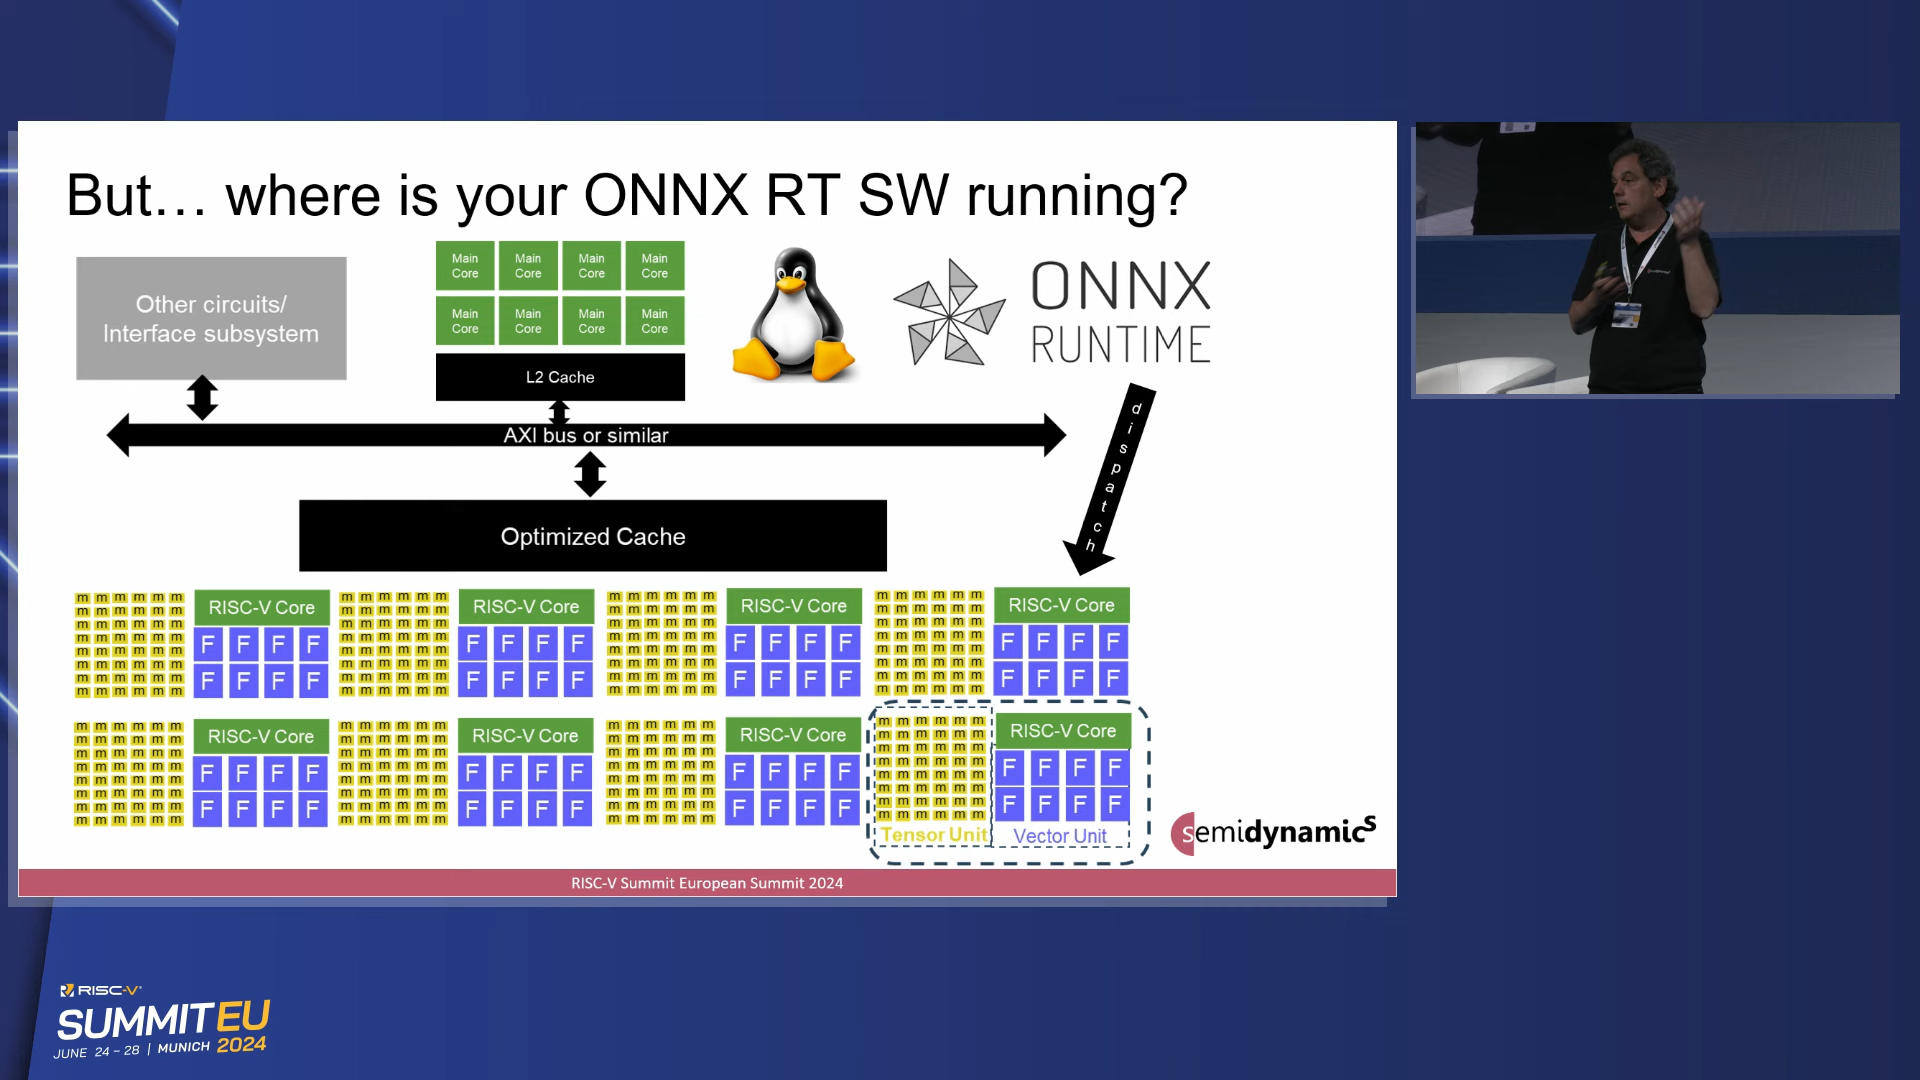 But... where is your ONNX RT SW running?
Other circuits/
Interface subsystem
Main Core Main Core Main Core Main Core
Main Core Main Core Main Core Main Core
L2 Cache
ONNX
RUNTIME
dispatch
AXI bus or similar
Optimized Cache
RISC-V Core RISC-V Core RISC-V Core RISC-V Core
m m m m m m F F F F m m m m m m F F F F m m m m m m F F F F m m m m m m F F F F
F F F F F F F F F F F F F F F F
RISC-V Core RISC-V Core RISC-V Core RISC-V Core
m m m m m m F F F F m m m m m m F F F F m m m m m m F F F F m m m m m m F F F F
F F F F F F F F F F F F F F F F
Tensor Unit Vector Unit
semidynamics
RISC-V Summit European Summit 2024
RISC-V
SUMMIT EU
JUNE 24 – 28 | MUNICH 2024